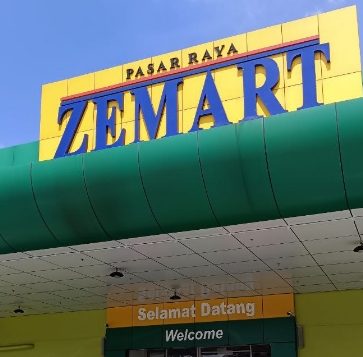 PASAR RAYA
ZEMART
Selamat Datang
Welcome